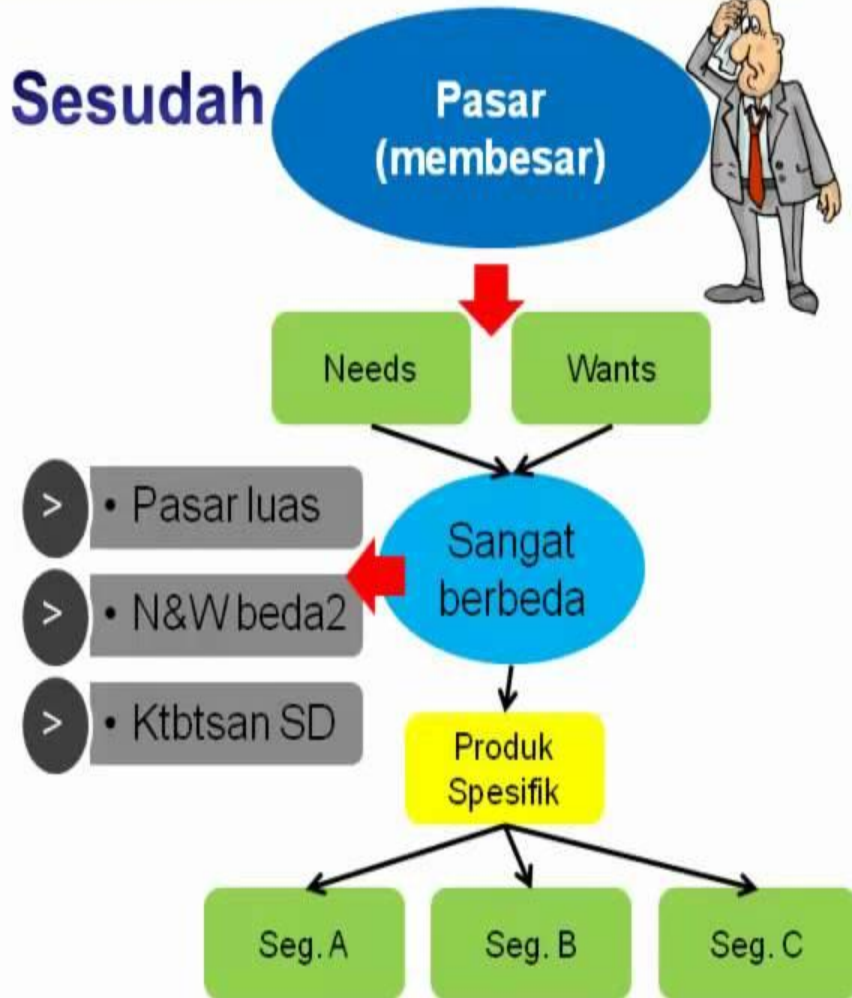 Sesudah
Pasar
(membesar)
Needs
Wants
> • Pasar luas
> • N&W beda2
> • Ktbtsan SD
Sangat
berbeda
Produk
Spesifik
Seg. A
Seg. B
Seg. C